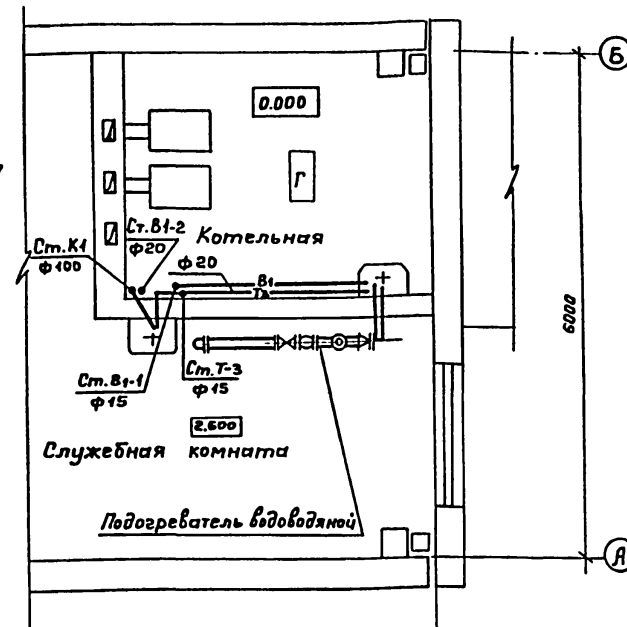 Б
0.000
Г
Ст.В1-2
ф20
Котельная
Ст.К1
ф100
ф20
В1
Т3
6000
Ст.В1-1
ф15
Ст.Т-3
ф15
2.600
Служебная комната
Подогреватель водоводяной
А